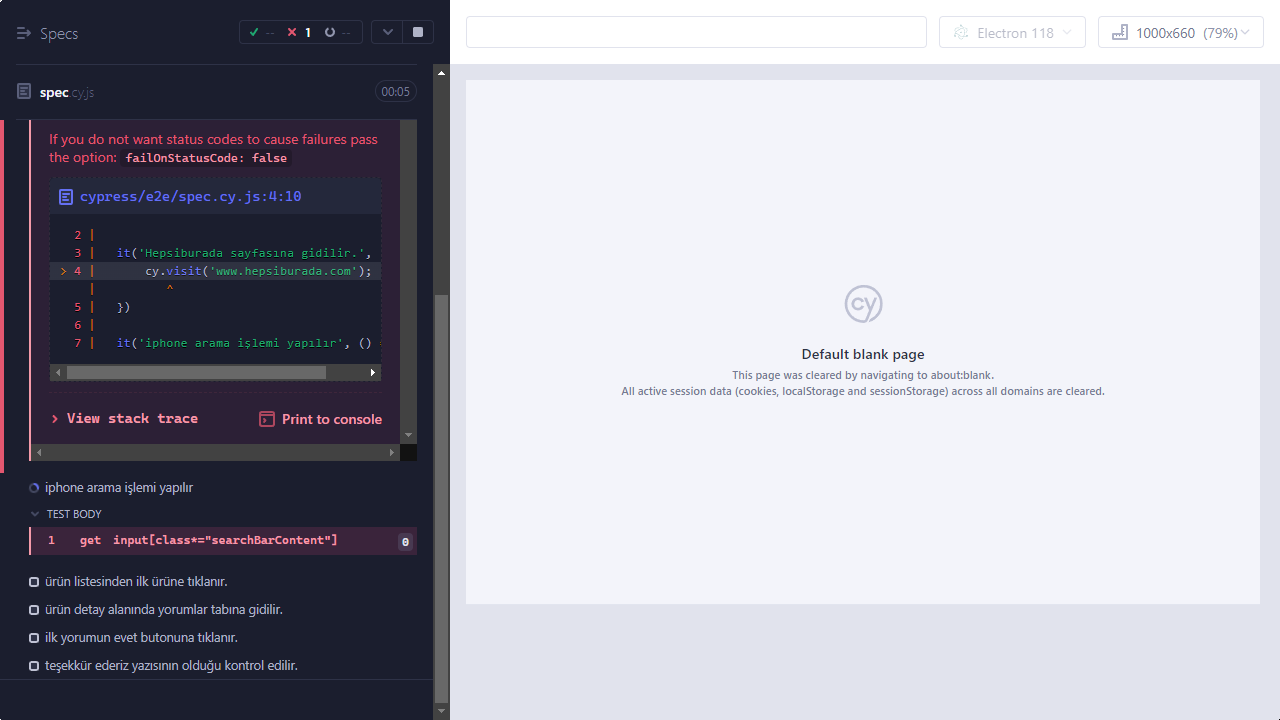 Specs
--
1
--
Electron 118
1000x660 (79%)
spec.cy.js
00:05
If you do not want status codes to cause failures pass
the option: failOnStatusCode: false
cypress/e2e/spec.cy.js:4:10
2 |
3 | it('Hepsiburada sayfasına gidilir.',
> 4 | cy.visit('www.hepsiburada.com');
| ^
5 | })
6 |
7 | it('iphone arama işlemi yapılır', ()
View stack trace
Print to console
iphone arama işlemi yapılır
TEST BODY
1 get input[class*="searchBarContent"]
0
ürün listesinden ilk ürüne tıklanır.
ürün detay alanında yorumlar tabına gidilir.
ilk yorumun evet butonuna tıklanır.
teşekkür ederiz yazısının olduğu kontrol edilir.
cy
Default blank page
This page was cleared by navigating to about:blank.
All active session data (cookies, localStorage and sessionStorage) across all domains are cleared.